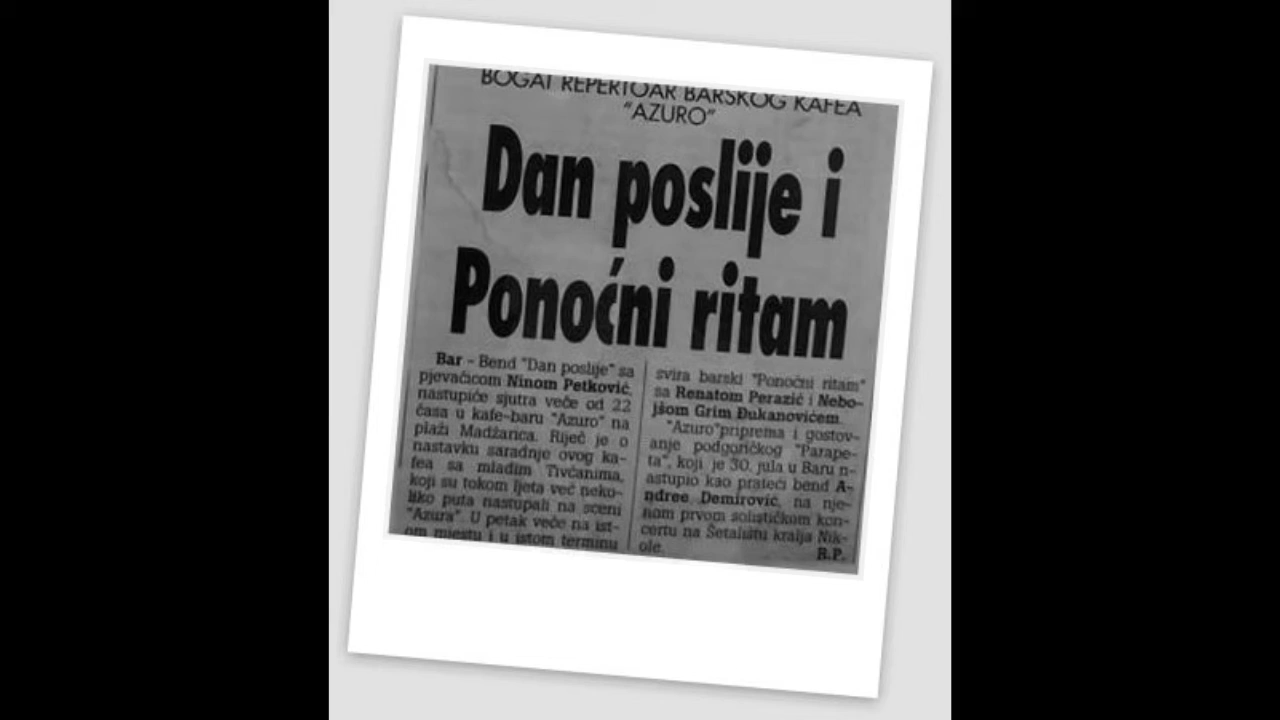 BOGAT REPERTOAR BARSKOG KAFEA
"AZURO"
Dan poslije i
Ponoćni ritam
Bar – Bend "Dan poslije" sa
pjevačicom Ninom Petković,
nastupiće sjutra veče od 22
časa u kafe-baru "Azuro" na
plaži Madžarica. Riječ je o
nastavku saradnje ovog ka-
fea sa mladim Tivćanima,
koji su tokom ljeta već neko-
liko puta nastupali na sceni
"Azura". U petak veče na ist-
om mjestu i u istom terminu
svira barski "Ponoćni ritam"
sa Renatom Perazić i Nebo-
jšom Grim Đukanovićem.
"Azuro"priprema i gostov-
anje podgoričkog "Parape-
ta", koji je 30. jula u Baru n-
astupio kao prateći bend A-
ndree Demirović, na nje-
nom prvom solističkom kon-
certu na Šetalištu kralja Nik-
ole.
B.P.